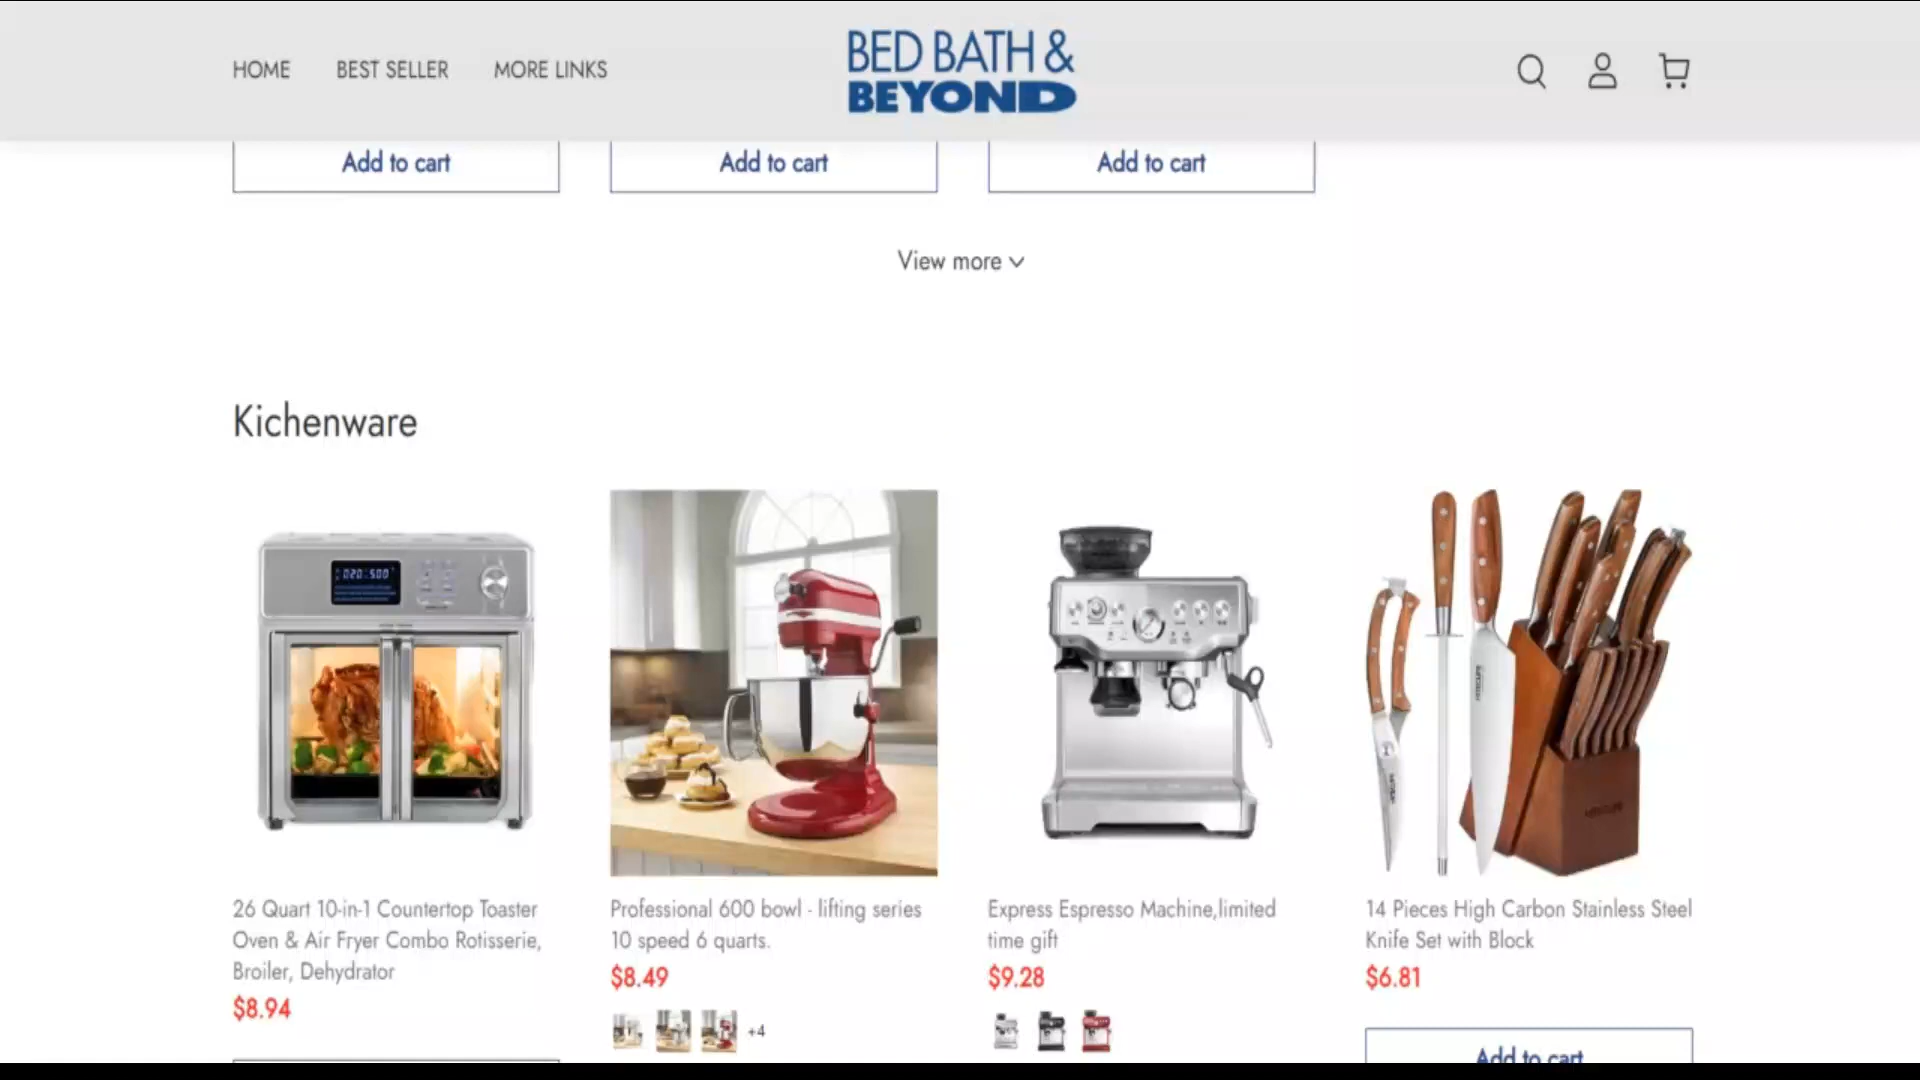 HOME
BEST SELLER
MORE LINKS
BED BATH &
BEYOND
Add to cart
Add to cart
Add to cart
View more
Kichenware
26 Quart 10-in-1 Countertop Toaster
Oven & Air Fryer Combo Rotisserie,
Broiler, Dehydrator
$8.94
Professional 600 bowl - lifting series
10 speed 6 quarts.
$8.49
+4
Express Espresso Machine,limited
time gift
$9.28
14 Pieces High Carbon Stainless Steel
Knife Set with Block
$6.81
Add to cart